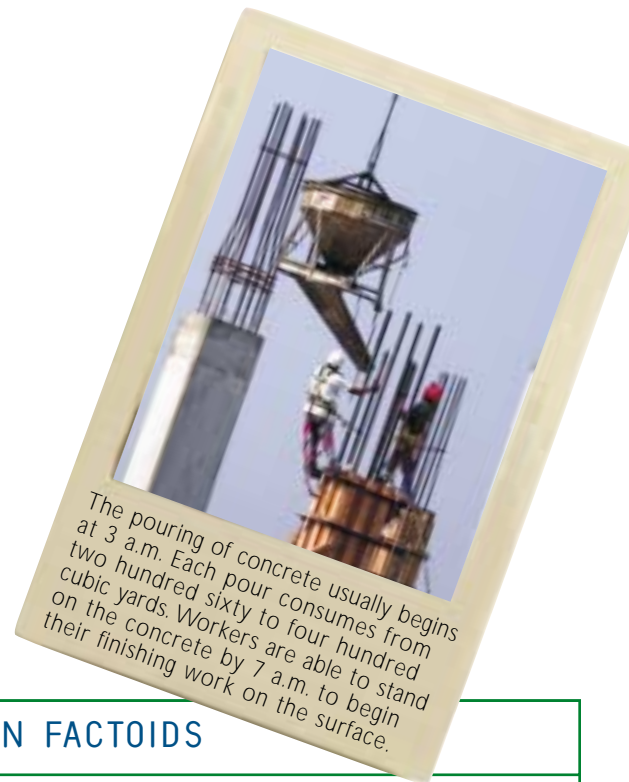 The pouring of concrete usually begins
at 3 a.m. Each pour consumes from
two hundred sixty to four hundred
cubic yards. Workers are able to stand
on the concrete by 7 a.m. to begin
their finishing work on the surface.
N FACTOIDS